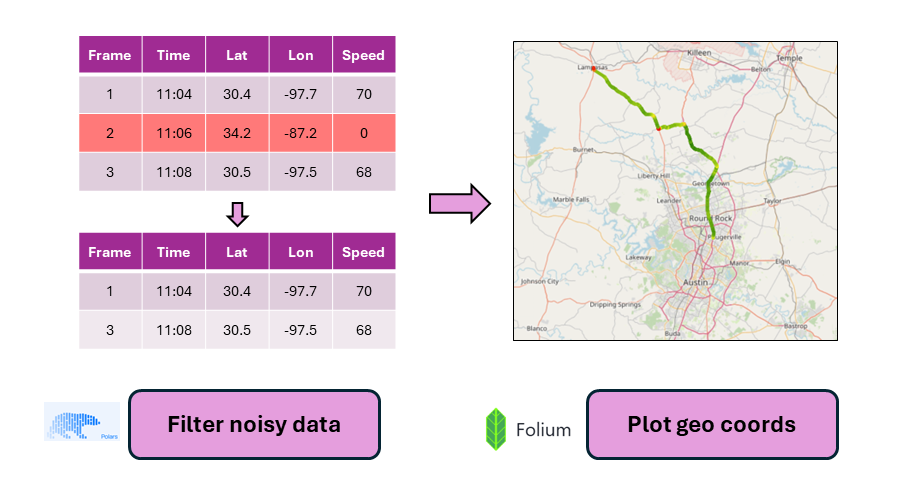 Frame Time Lat Lon Speed
1 11:04 30.4 -97.7 70
2 11:06 34.2 -87.2 0
3 11:08 30.5 -97.5 68
Frame Time Lat Lon Speed
1 11:04 30.4 -97.7 70
3 11:08 30.5 -97.5 68
Killeen
Temple
Belton
Burnet
Liberty Hill
Georgetown
Marble Falls
Leander
Taylor
Round Rock
Pflugerville
Lakeway
Manor
Elgin
Johnson City
Austin
Dripping Springs
Bastrop
Blanco
Buda
Polars
Filter noisy data
Folium
Plot geo coords